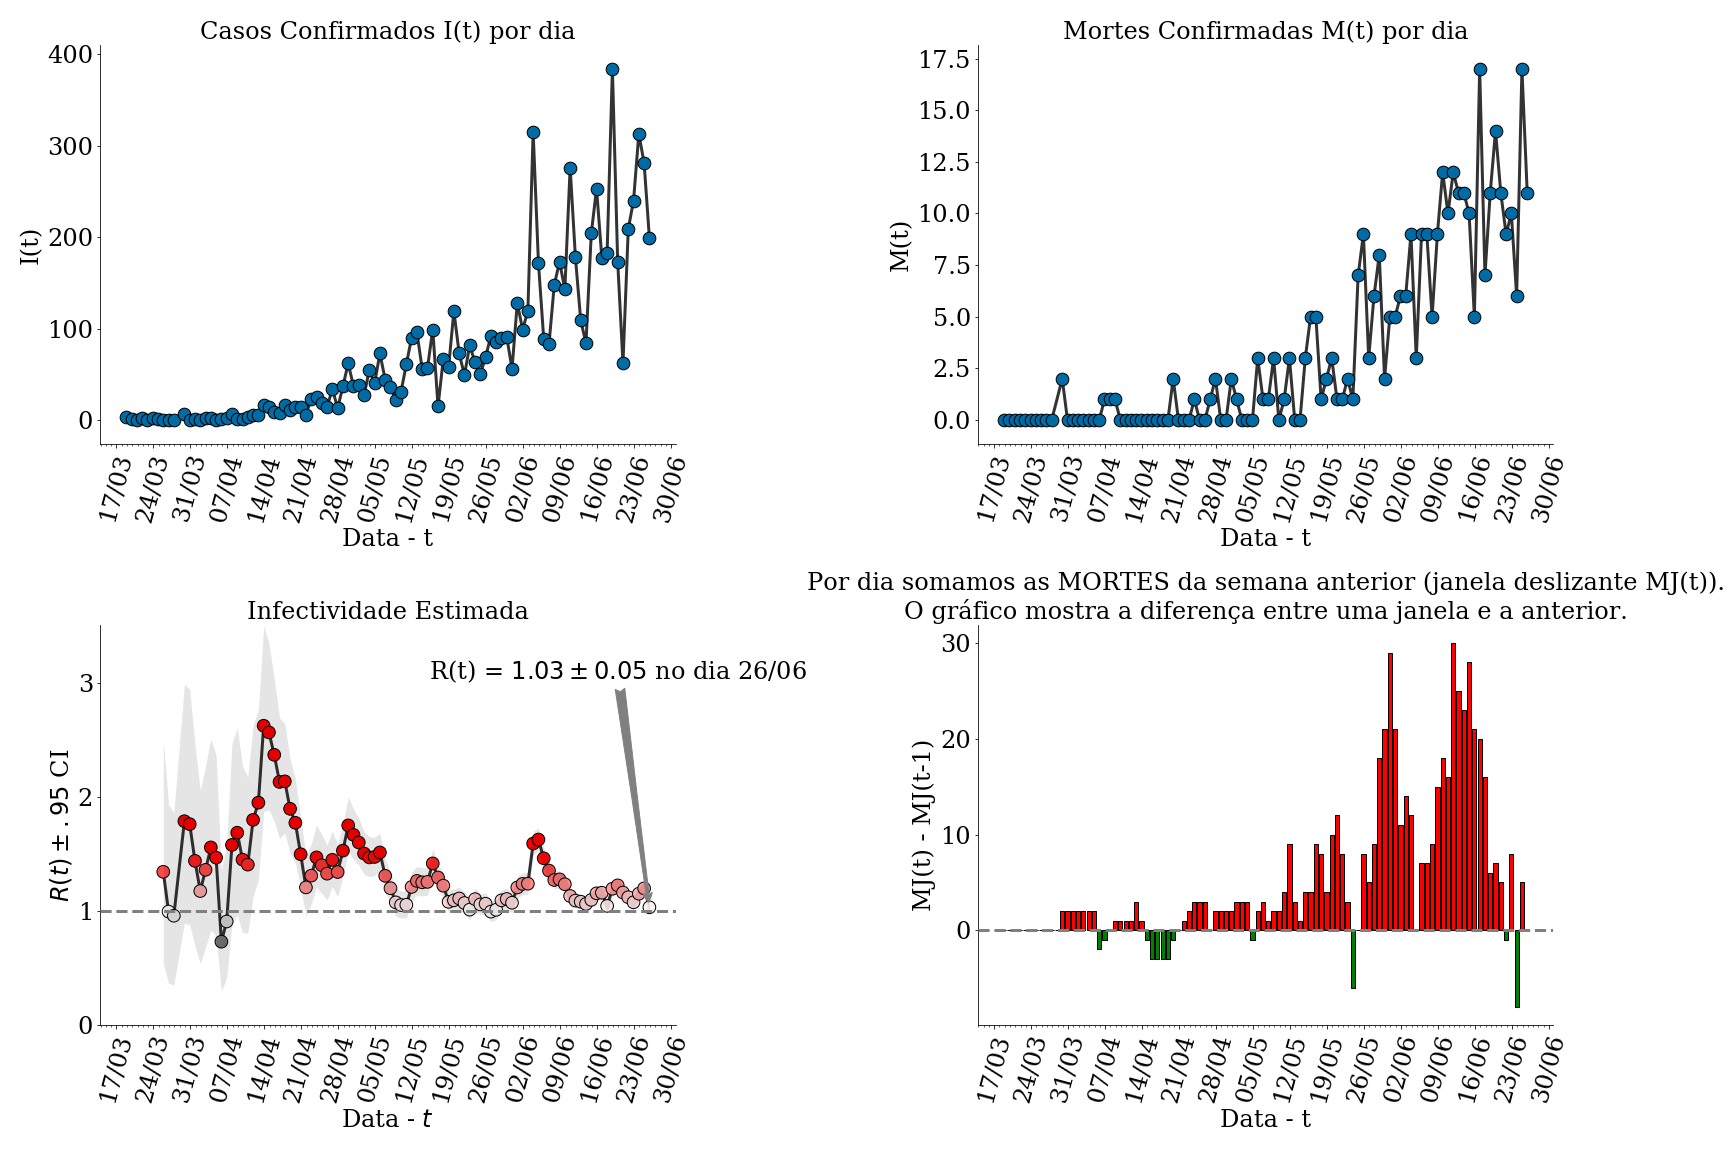 Casos Confirmados I(t) por dia
400
300
200
100
0
I(t)
17/03 24/03 31/03 07/04 14/04 21/04 28/04 05/05 12/05 19/05 26/05 02/06 09/06 16/06 23/06 30/06
Data - t
Mortes Confirmadas M(t) por dia
17.5
15.0
12.5
10.0
7.5
5.0
2.5
0.0
M(t)
17/03 24/03 31/03 07/04 14/04 21/04 28/04 05/05 12/05 19/05 26/05 02/06 09/06 16/06 23/06 30/06
Data - t
Infectividade Estimada
R(t) = 1.03 ± 0.05 no dia 26/06
3
2
1
0
R(t) ± .95 CI
17/03 24/03 31/03 07/04 14/04 21/04 28/04 05/05 12/05 19/05 26/05 02/06 09/06 16/06 23/06 30/06
Data - t
Por dia somamos as MORTES da semana anterior (janela deslizante MJ(t)).
O gráfico mostra a diferença entre uma janela e a anterior.
30
20
10
0
MJ(t) - MJ(t-1)
17/03 24/03 31/03 07/04 14/04 21/04 28/04 05/05 12/05 19/05 26/05 02/06 09/06 16/06 23/06 30/06
Data - t